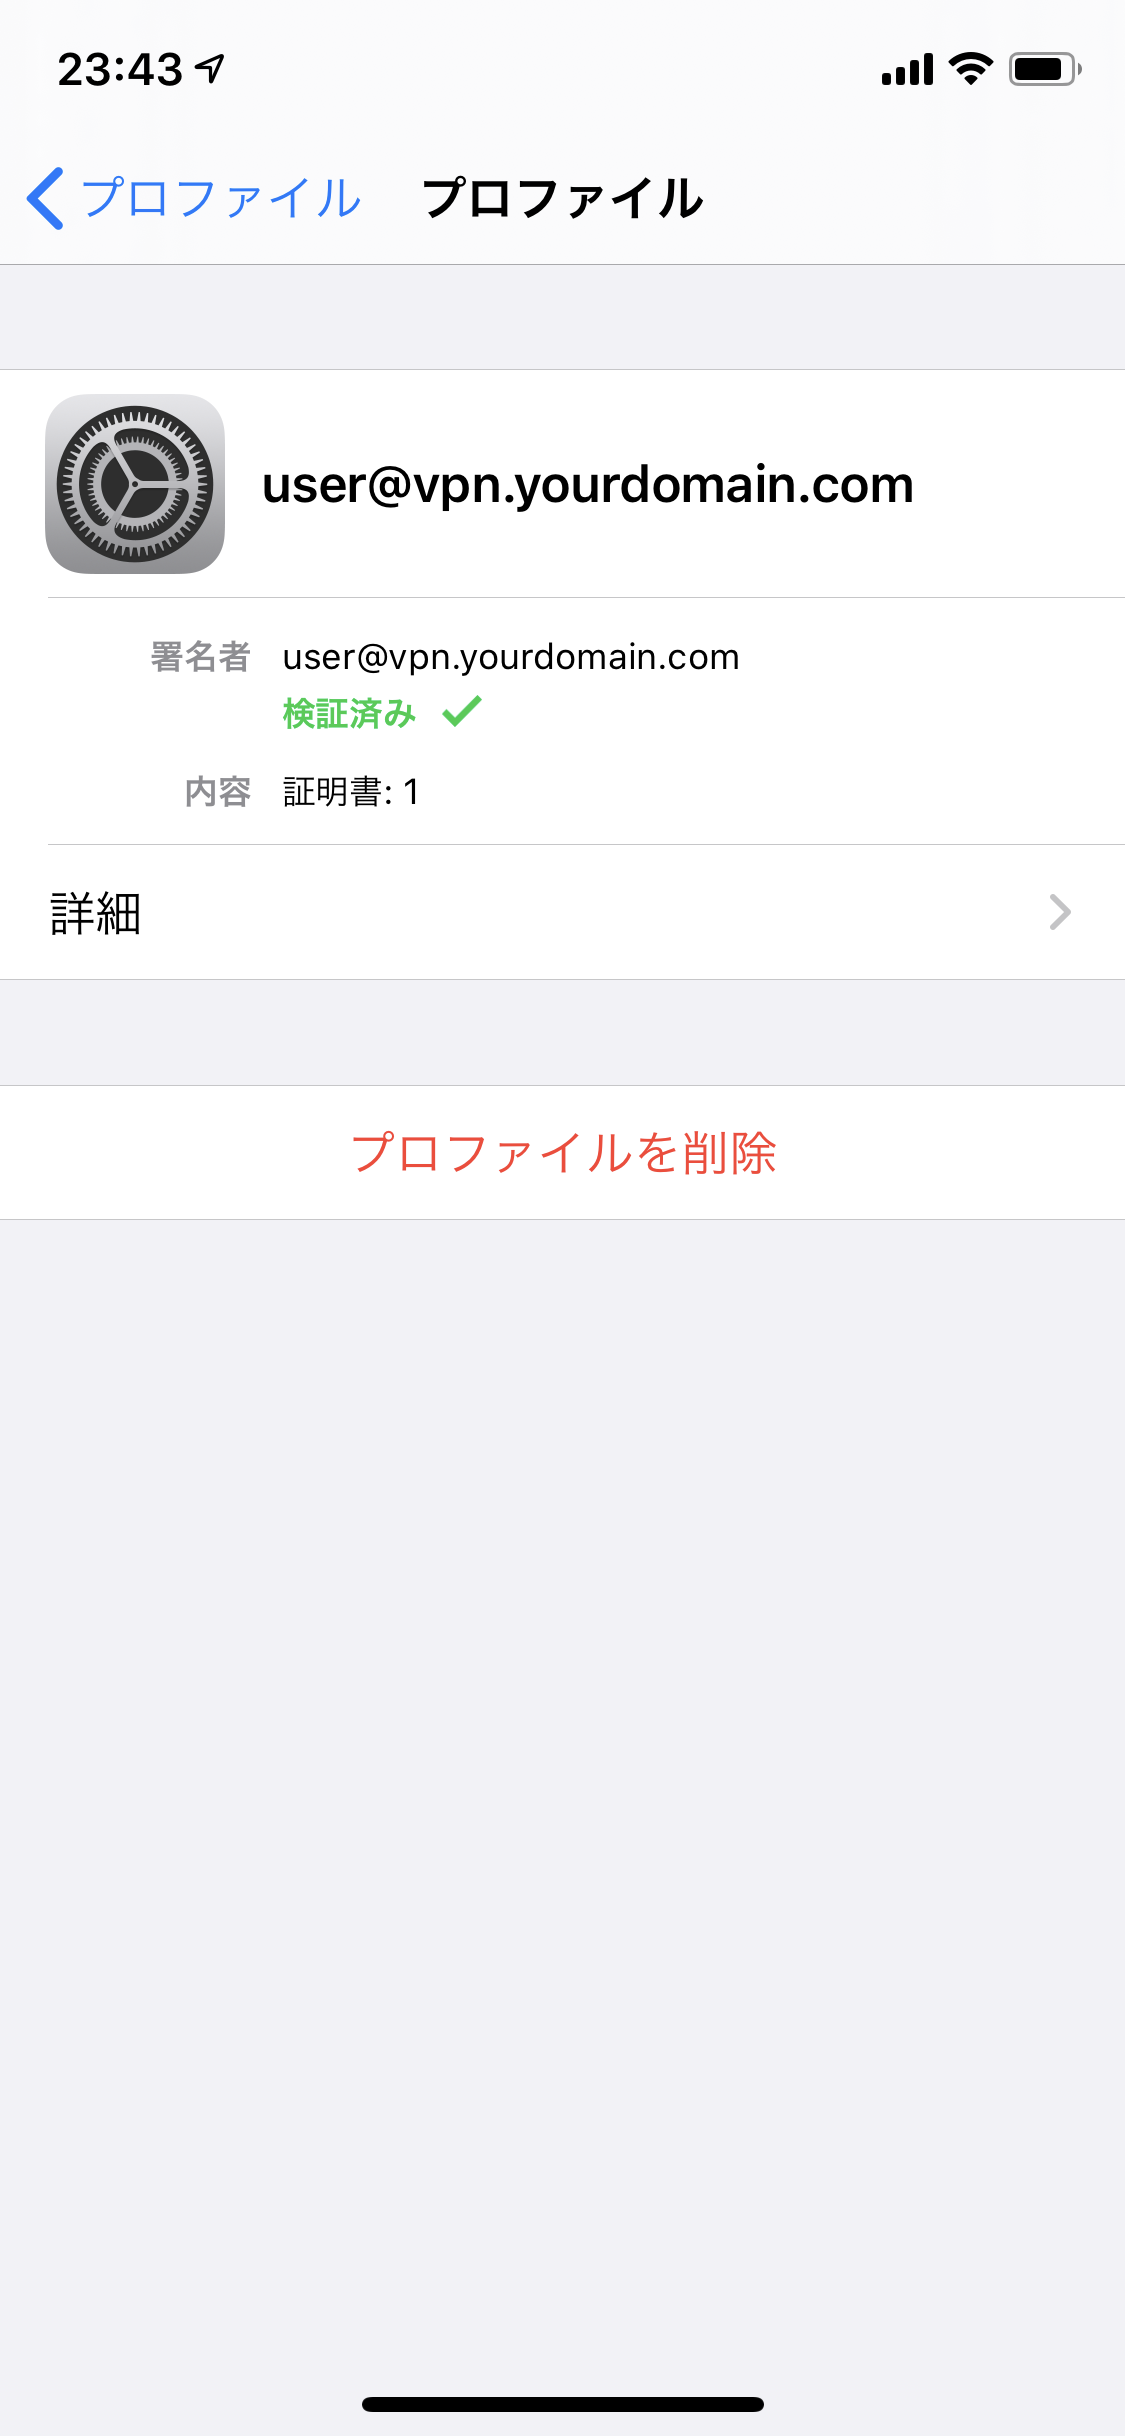 23:43
プロファイル プロファイル
user@vpn.yourdomain.com
署名者 user@vpn.yourdomain.com
検証済み
内容 証明書: 1
詳細
プロファイルを削除